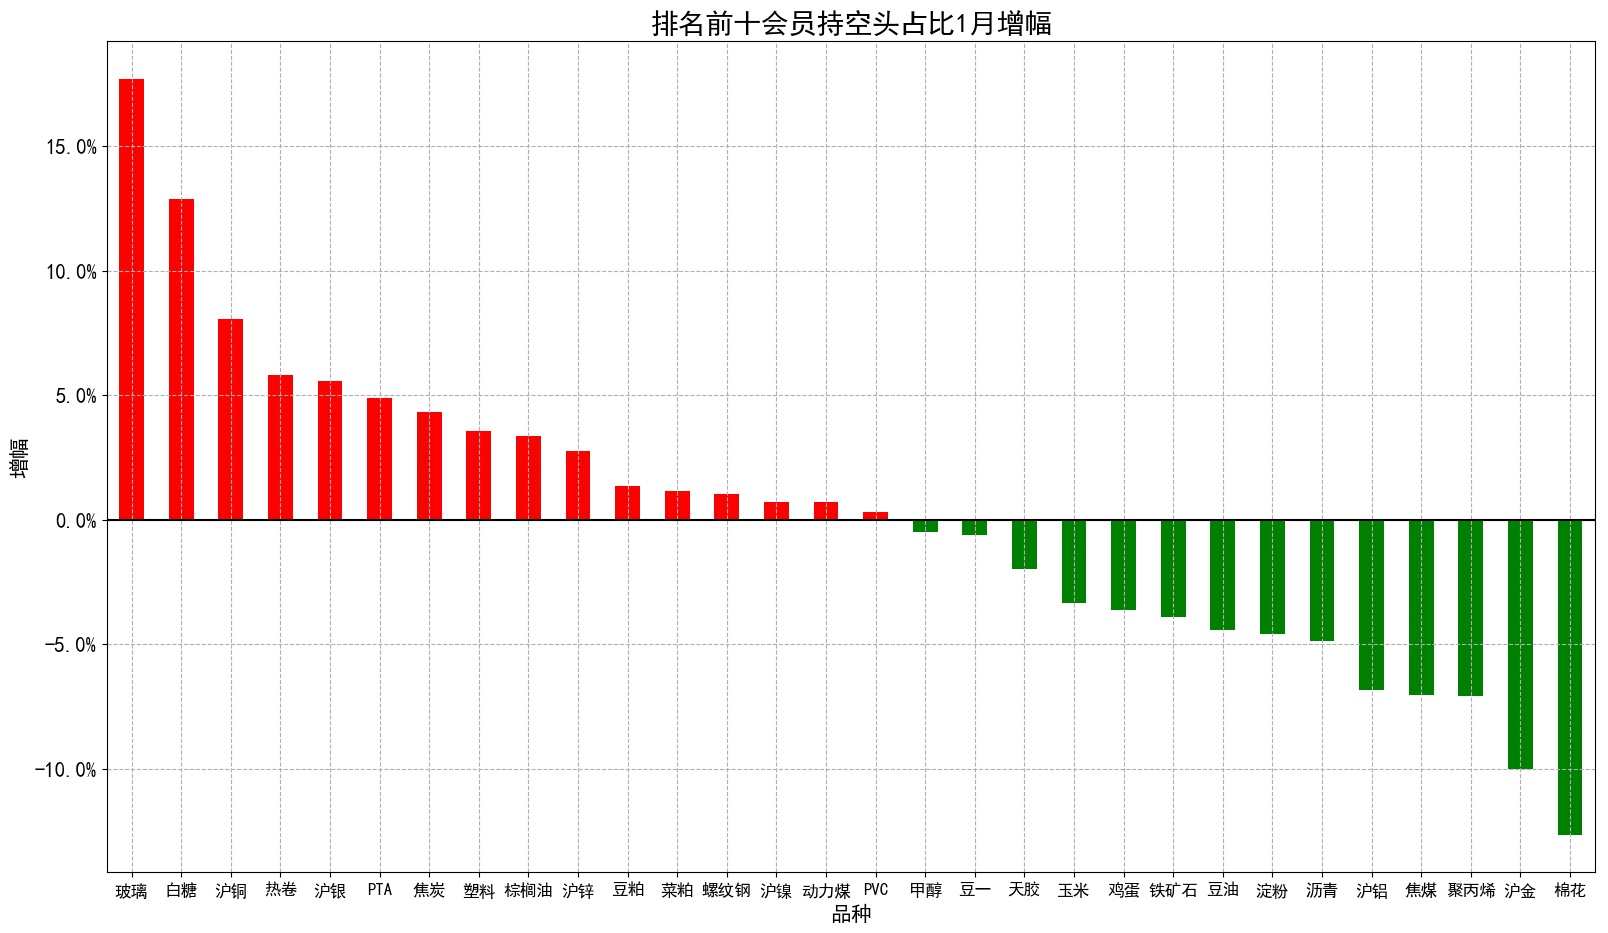 排名前十会员持空头占比1月增幅
增幅
15.0%
10.0%
5.0%
0.0%
−5.0%
−10.0%
玻璃 白糖 沪铜 热卷 沪银 PTA 焦炭 塑料 棕榈油 沪锌 豆粕 菜粕 螺纹钢 沪镍 动力煤 PVC 甲醇 豆一 天胶 玉米 鸡蛋 铁矿石 豆油 淀粉 沥青 沪铝 焦煤 聚丙烯 沪金 棉花
品种